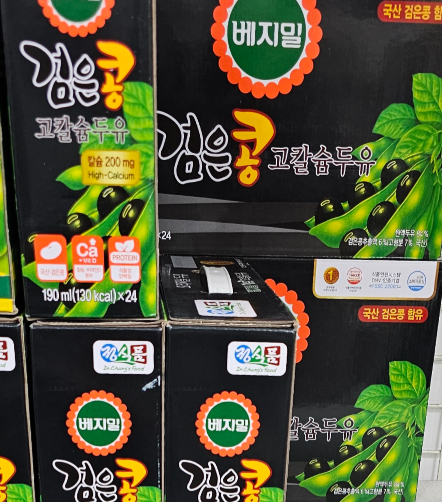 베지밀
국산 검은콩 함
검은콩
고칼슘두유
칼슘 200 mg
High-Calcium
Ca
PROTEIN
190 ml(130 kcal)×24
검은콩 고칼슘두유
×24
국산 검은콩 함유
정식품
Dr.Chung's Food
베지밀
검은콩
정식품
Dr.Chung's Food
베지밀
검은콩
칼슘두유